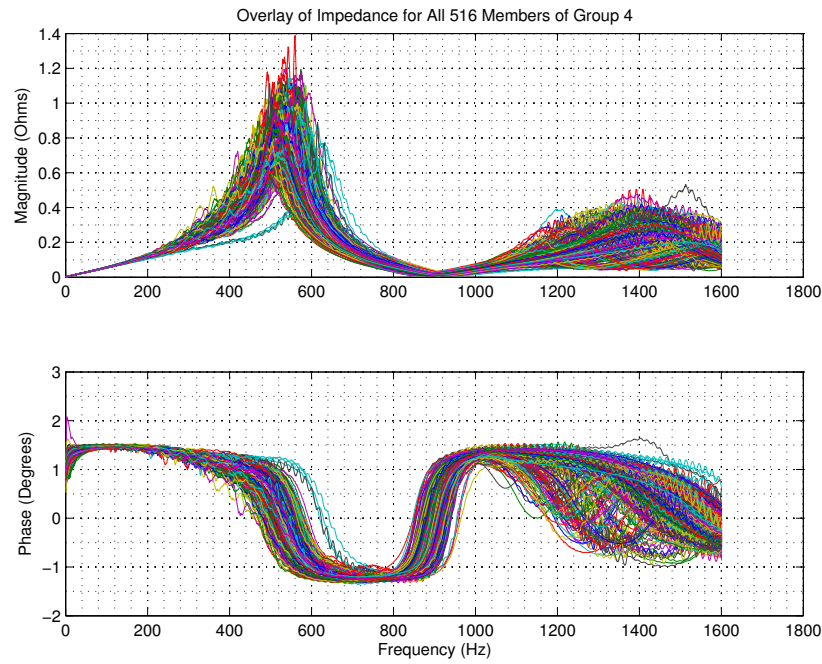 Overlay of Impedance for All 516 Members of Group 4
1.4
1.2
1
0.8
0.6
0.4
0.2
0
Magnitude (Ohms)
0 200 400 600 800 1000 1200 1400 1600 1800
3
2
1
0
−1
−2
Phase (Degrees)
0 200 400 600 800 1000 1200 1400 1600 1800
Frequency (Hz)